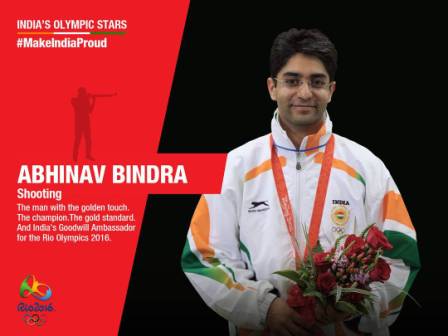 INDIA'S OLYMPIC STARS
#MakeIndiaProud
ABHINAV BINDRA
Shooting
The man with the golden touch.
The champion.The gold standard.
And India's Goodwill Ambassador
for the Rio Olympics 2016.
INDIA
Rio2016